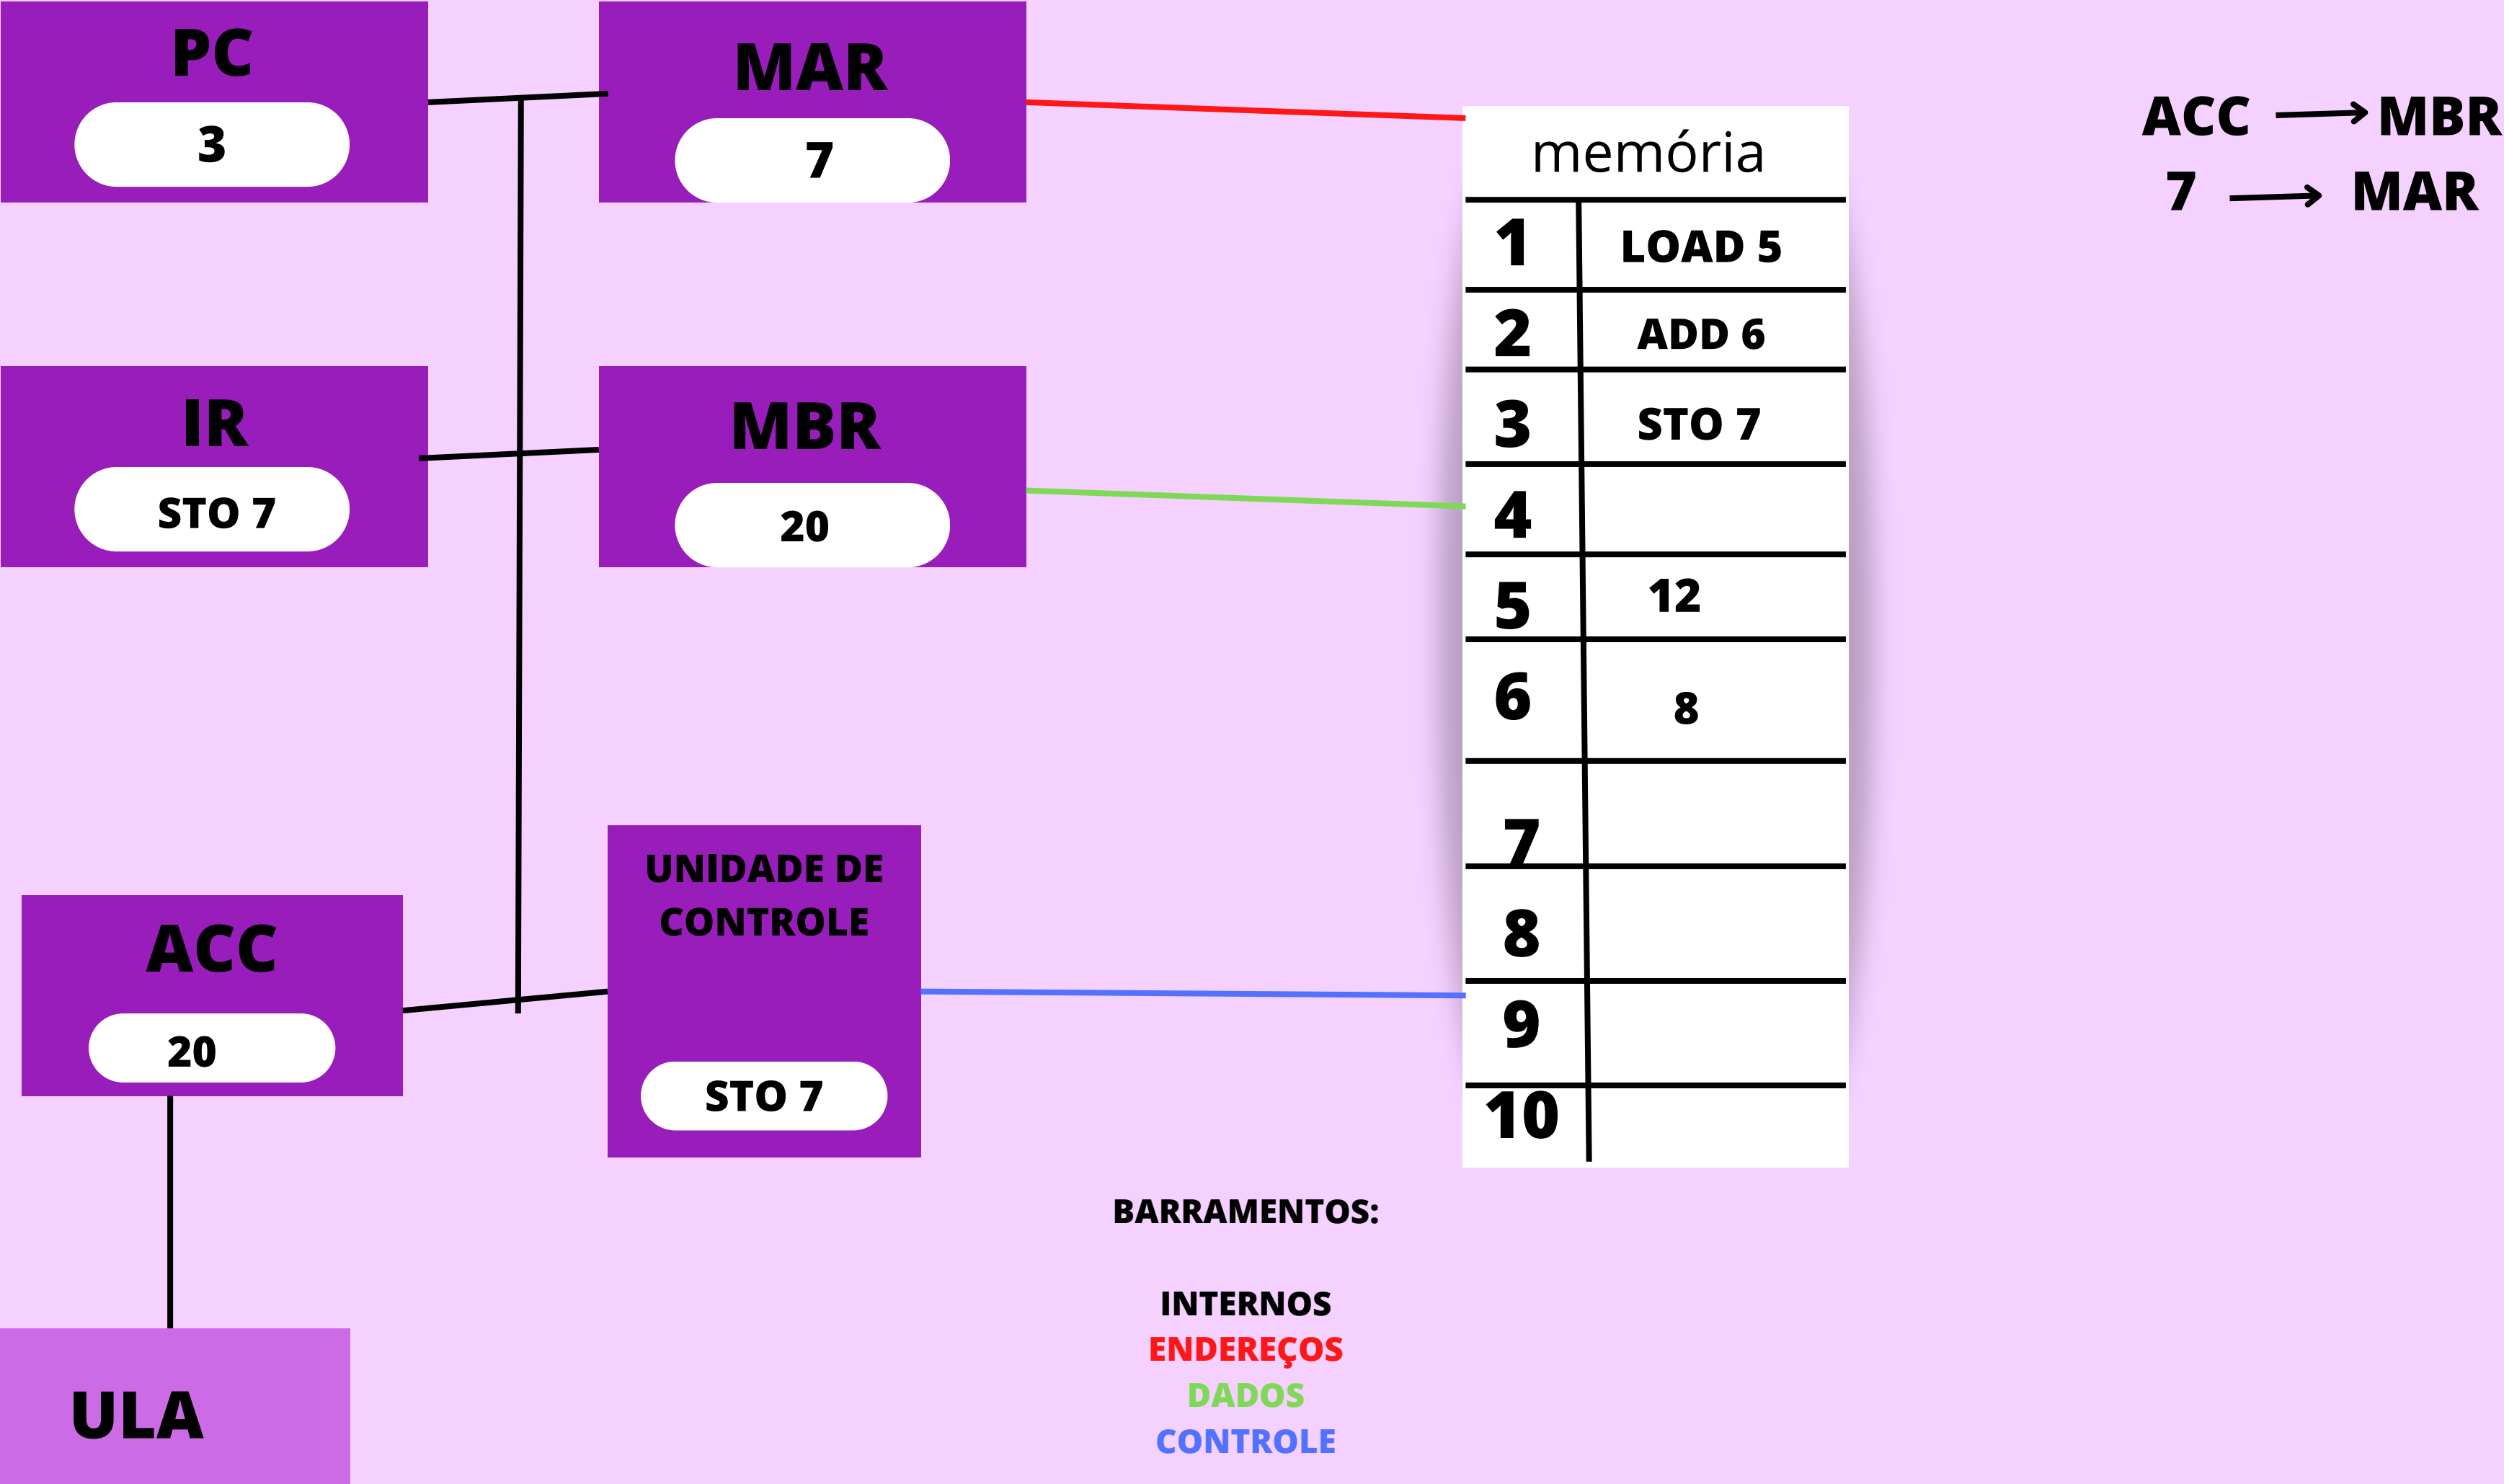 PC
3
MAR
7
IR
STO 7
MBR
20
ACC
20
UNIDADE DE
CONTROLE
STO 7
ULA
memória
1 LOAD 5
2 ADD 6
3 STO 7
4
5 12
6 8
7
8
9
10
ACC → MBR
7 → MAR
BARRAMENTOS:
INTERNOS
ENDEREÇOS
DADOS
CONTROLE